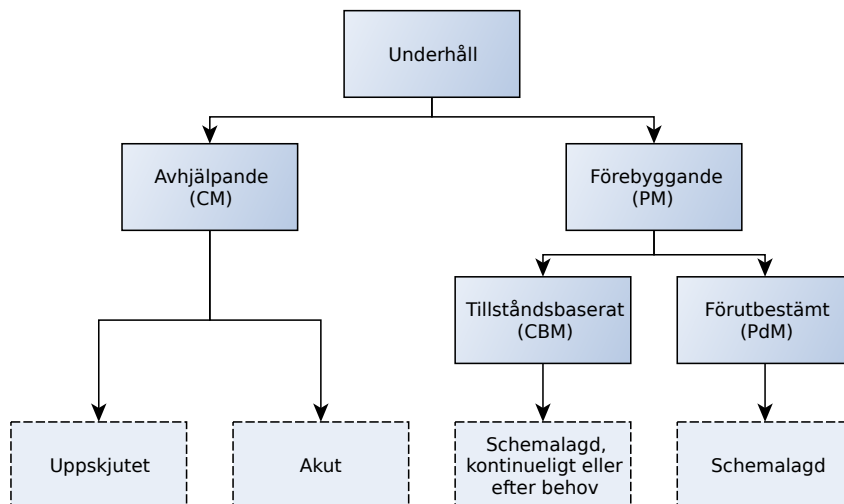 Underhåll
Avhjälpande
(CM)
Förebyggande
(PM)
Tillståndsbaserat
(CBM)
Förutbestämt
(PdM)
Uppskjutet
Akut
Schemalagd,
kontinueligt eller
efter behov
Schemalagd